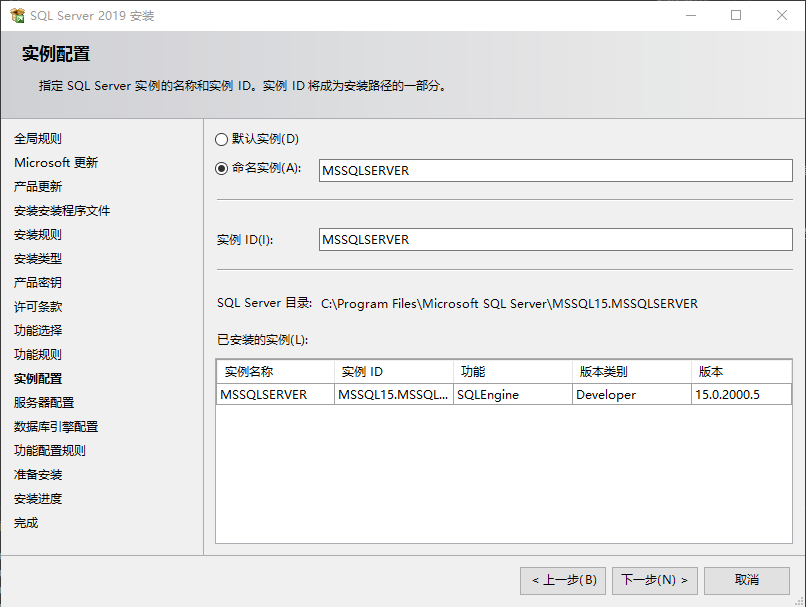 SQL Server 2019 安装
实例配置
指定 SQL Server 实例的名称和实例 ID。实例 ID 将成为安装路径的一部分。
全局规则
Microsoft 更新
产品更新
安装安装程序文件
安装规则
安装类型
产品密钥
许可条款
功能选择
功能规则
实例配置
服务器配置
数据库引擎配置
功能配置规则
准备安装
安装进度
完成
默认实例(D)
命名实例(A): MSSQLSERVER
实例 ID(I): MSSQLSERVER
SQL Server 目录: C:\Program Files\Microsoft SQL Server\MSSQL15.MSSQLSERVER
已安装的实例(L):
实例名称 实例 ID 功能 版本类别 版本
MSSQLSERVER MSSQL15.MSSQL... SQLEngine Developer 15.0.2000.5
< 上一步(B) 下一步(N) > 取消